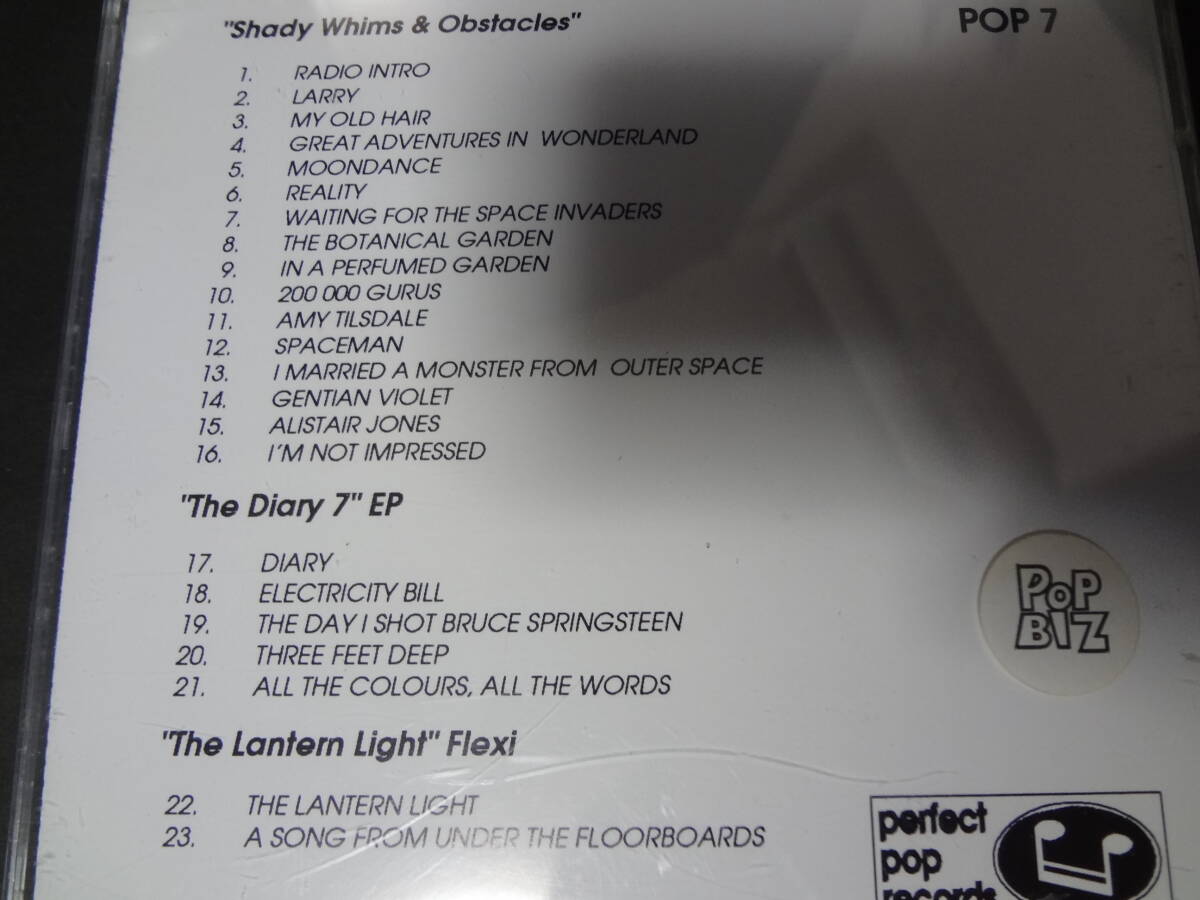 "Shady Whims & Obstacles"
POP 7
1. RADIO INTRO
2. LARRY
3. MY OLD HAIR
4. GREAT ADVENTURES IN WONDERLAND
5. MOONDANCE
6. REALITY
7. WAITING FOR THE SPACE INVADERS
8. THE BOTANICAL GARDEN
9. IN A PERFUMED GARDEN
10. 200 000 GURUS
11. AMY TILSDALE
12. SPACEMAN
13. I MARRIED A MONSTER FROM OUTER SPACE
14. GENTIAN VIOLET
15. ALISTAIR JONES
16. I'M NOT IMPRESSED
"The Diary 7" EP
17. DIARY
18. ELECTRICITY BILL
19. THE DAY I SHOT BRUCE SPRINGSTEEN
20. THREE FEET DEEP
21. ALL THE COLOURS, ALL THE WORDS
"The Lantern Light" Flexi
22. THE LANTERN LIGHT
23. A SONG FROM UNDER THE FLOORBOARDS
POP
BIZ
perfect
pop
records